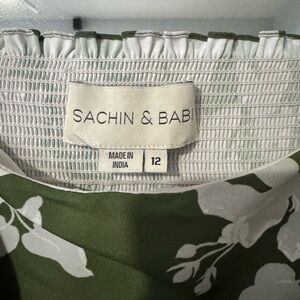 SACHIN & BABI
MADE IN
INDIA
12